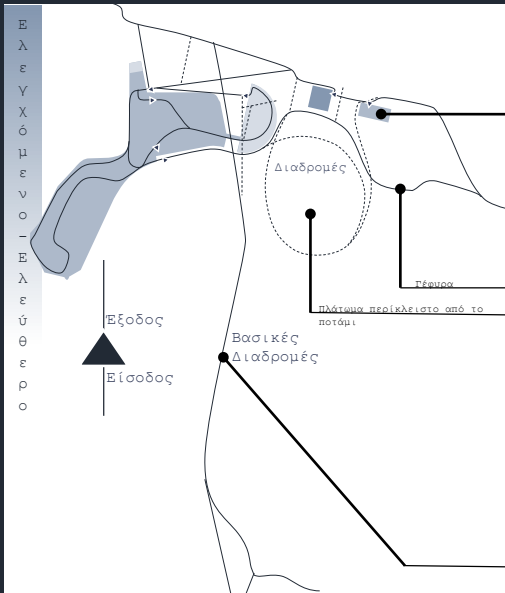 Ελεγχόμενο-Ελεύθερο
Διαδρομές
Γέφυρα
Πλάτωμα περίκλειστο από το
ποτάμι
Έξοδος
Βασικές
Διαδρομές
Είσοδος